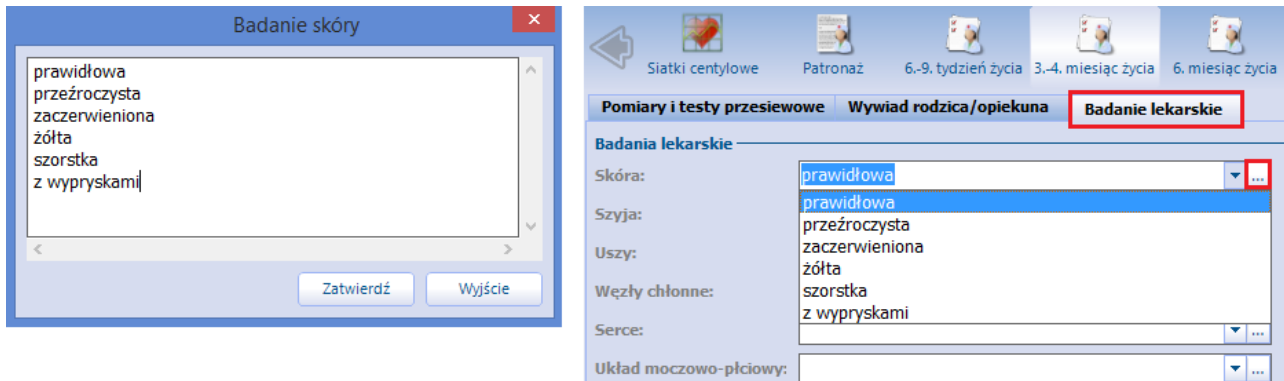 Badanie skóry
prawidłowa
przeźroczysta
zaczerwieniona
żółta
szorstka
z wypryskami
Zatwierdź
Wyjście
Siatki centylowe
Patronaż
6.-9. tydzień życia
3.-4. miesiąc życia
6. miesiąc życia
Pomiary i testy przesiewowe
Wywiad rodzica/opiekuna
Badanie lekarskie
Badania lekarskie
Skóra:
prawidłowa
...
prawidłowa
Szyja:
przeźroczysta
zaczerwieniona
Uszy:
żółta
Węzły chłonne:
szorstka
z wypryskami
Serce:
...
Układ moczowo-płciowy:
...